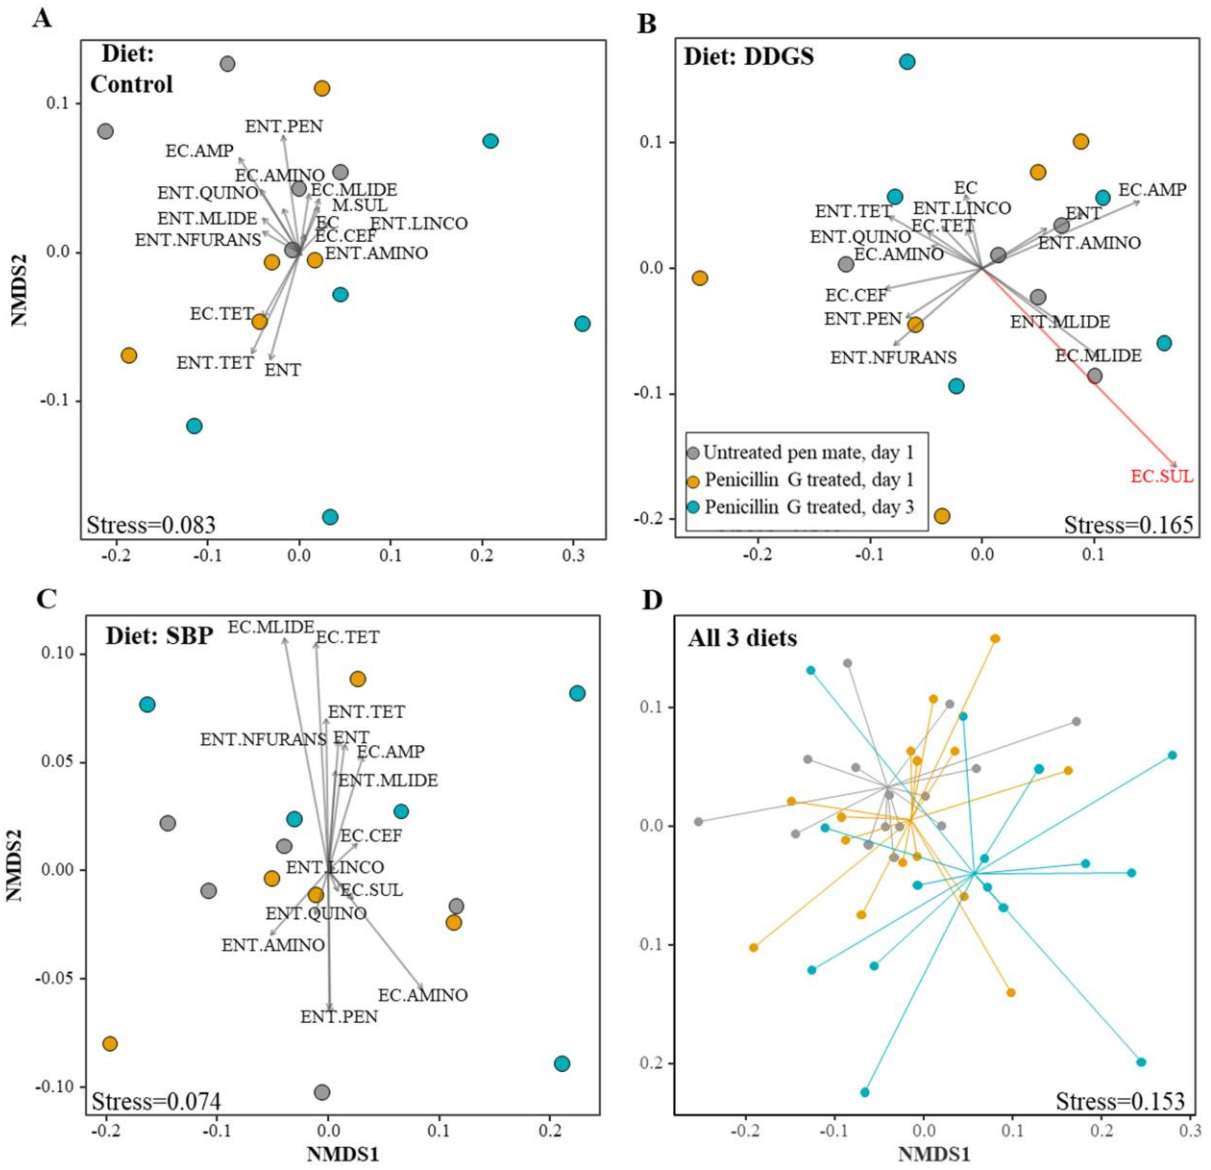 A
Diet:
Control
ENT.PEN
EC.AMP
EC.AMINO
ENT.QUINO
EC.MLIDE
M.SUL
ENT.MLIDE
EC
ENT.LINCO
ENT.NFURANS
EC.CEF
ENT.AMINO
EC.TET
ENT.TET
ENT
Stress=0.083
0.1
0.0
-0.1
NMDS2
-0.2
-0.1
0.0
0.1
0.2
0.3
B
Diet: DDGS
EC
EC.AMP
ENT.TET
ENT.LINCO
ENT
EC.TET
ENT.QUINO
ENT.AMINO
EC.AMINO
EC.CEF
ENT.PEN
ENT.MLIDE
ENT.NFURANS
EC.MLIDE
EC.SUL
Untreated pen mate, day 1
Penicillin G treated, day 1
Penicillin G treated, day 3
Stress=0.165
0.1
0.0
-0.1
-0.2
-0.2
-0.1
0.0
0.1
C
Diet: SBP
EC.MLIDE
EC.TET
ENT.TET
ENT.NFURANS
ENT
EC.AMP
ENT.MLIDE
EC.CEF
ENT.LINCO
EC.SUL
ENT.QUINO
ENT.AMINO
EC.AMINO
ENT.PEN
Stress=0.074
0.10
0.05
0.00
-0.05
-0.10
NMDS2
-0.2
-0.1
0.0
0.1
0.2
NMDS1
D
All 3 diets
Stress=0.153
0.1
0.0
0.1
0.2
-0.2
-0.1
0.0
0.1
0.2
0.3
NMDS1